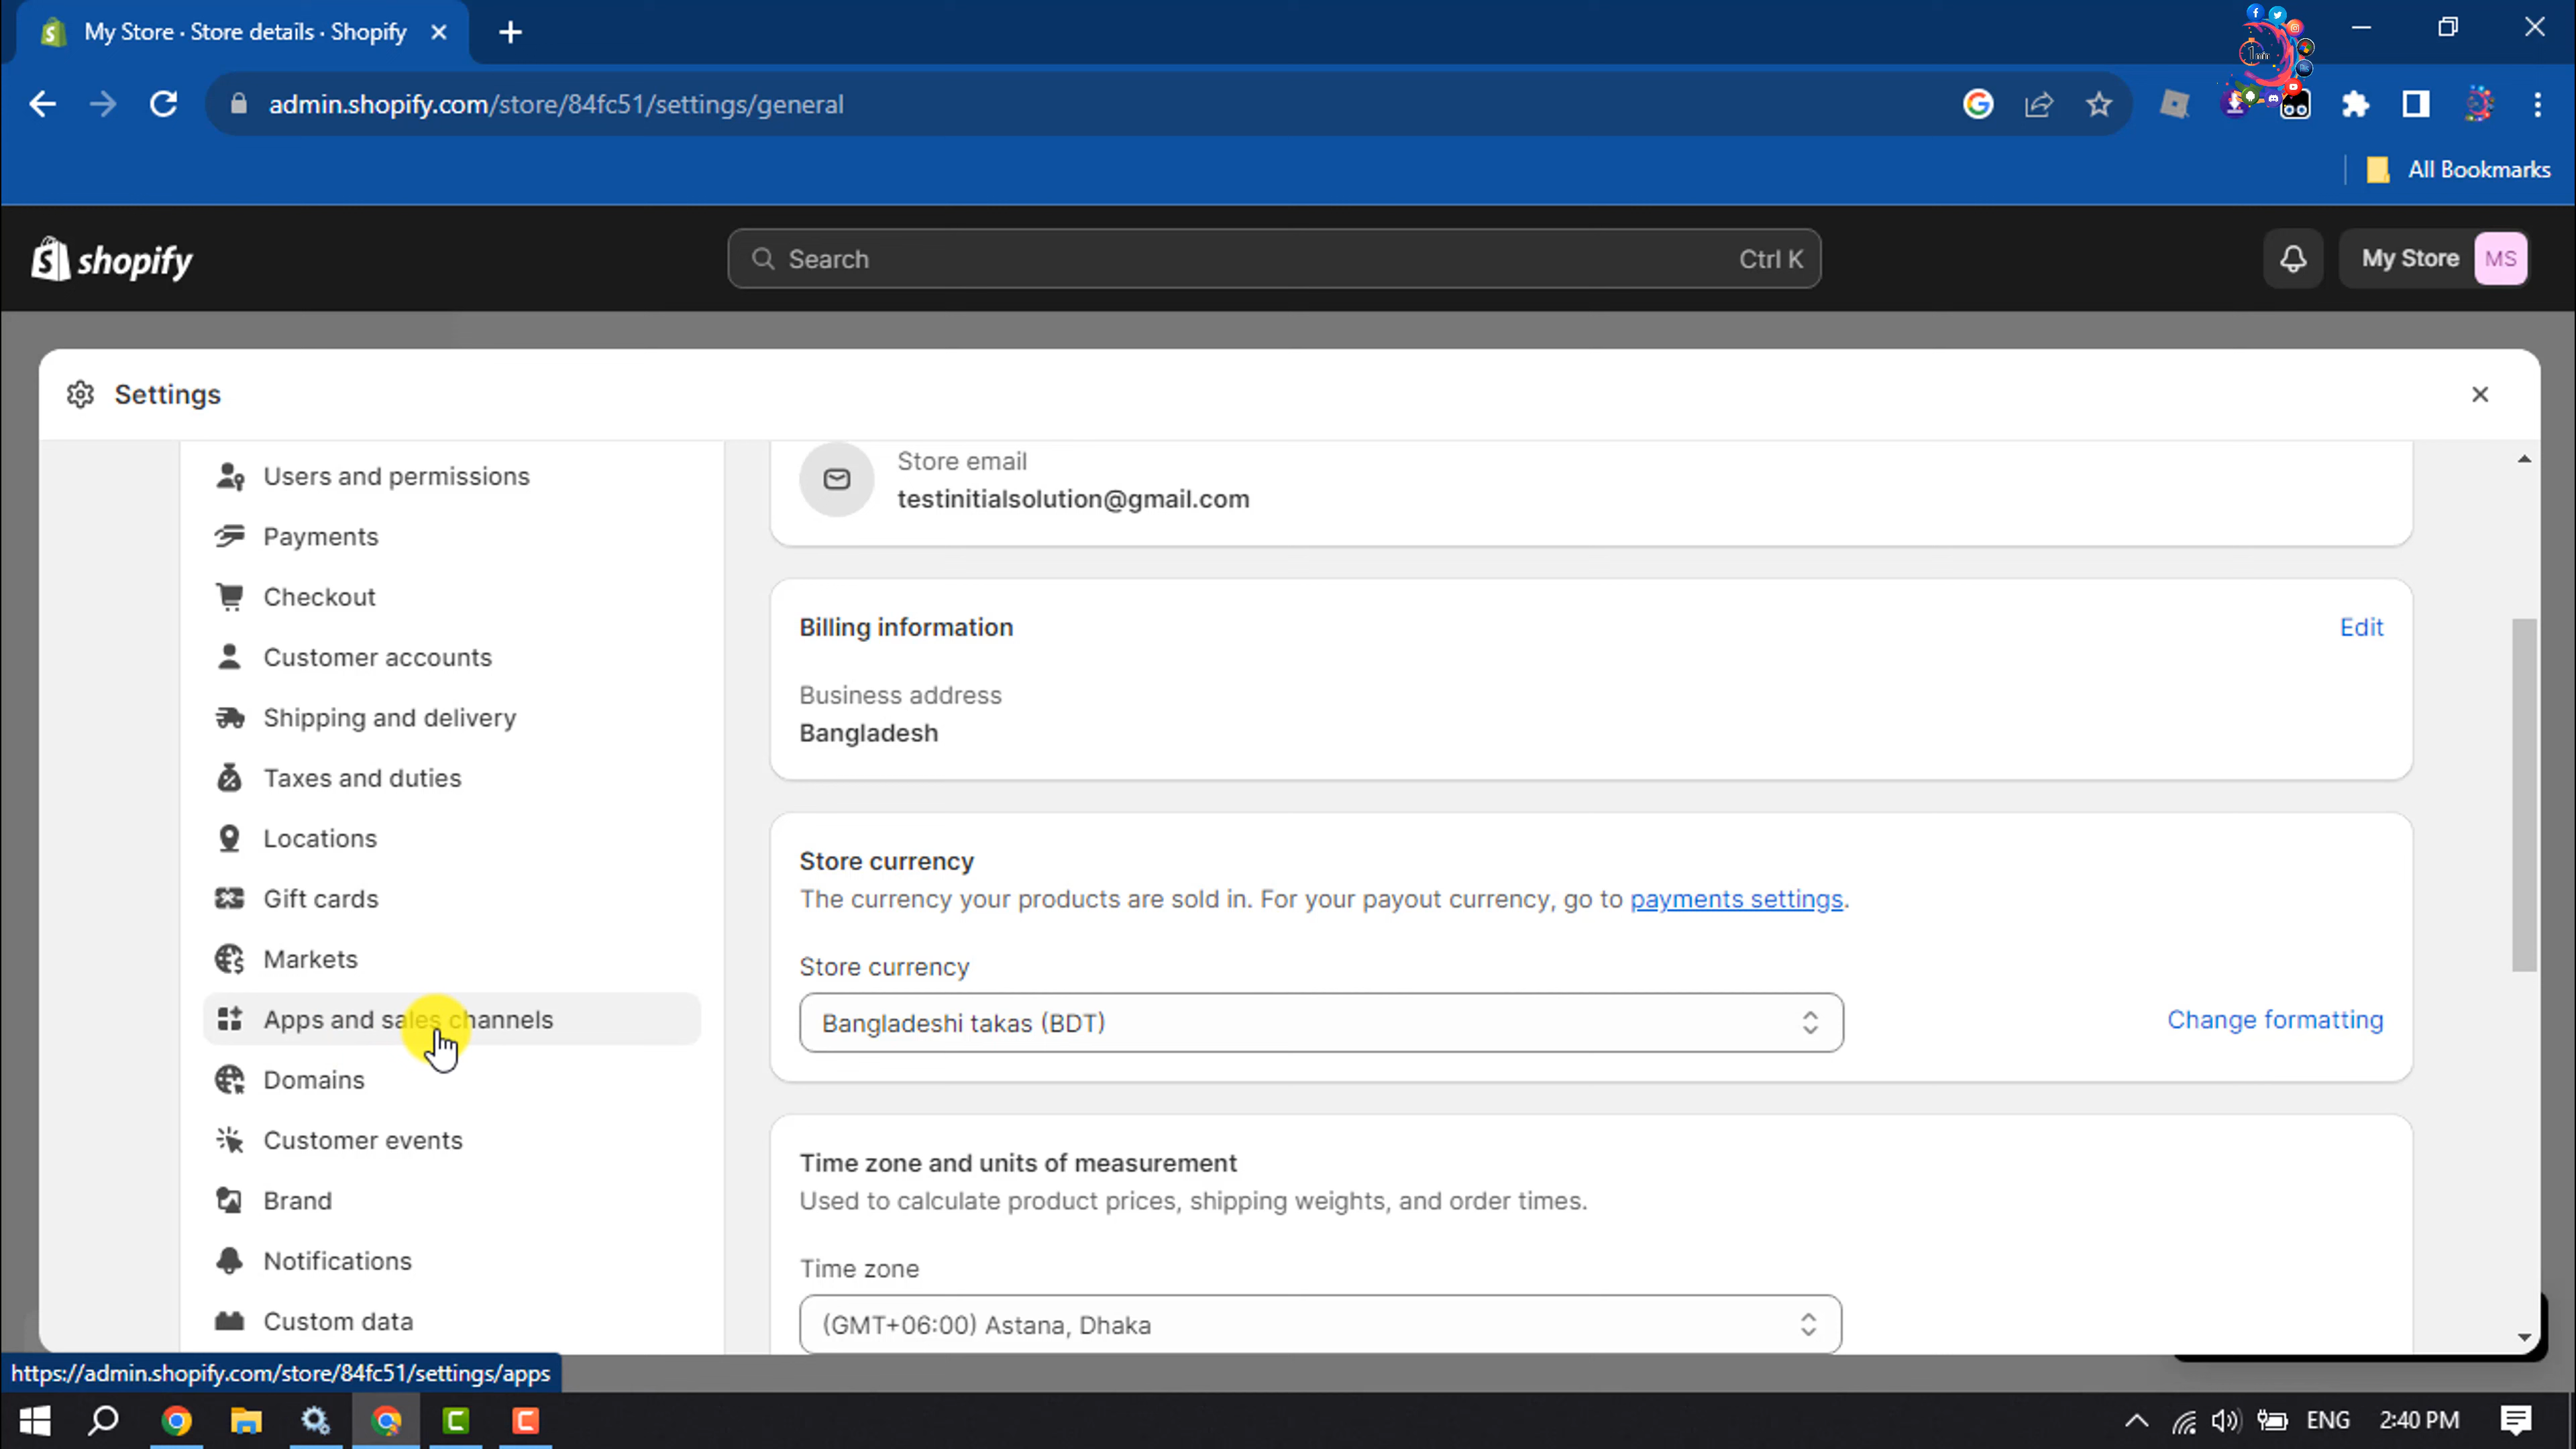 My Store · Store details · Shopify
admin.shopify.com/store/84fc51/settings/general
All Bookmarks
shopify
Search
Ctrl K
My Store
MS
Settings
Users and permissions
Payments
Checkout
Customer accounts
Shipping and delivery
Taxes and duties
Locations
Gift cards
Markets
Apps and sales channels
Domains
Customer events
Brand
Notifications
Custom data
Store email
testinitialsolution@gmail.com
Billing information
Edit
Business address
Bangladesh
Store currency
The currency your products are sold in. For your payout currency, go to payments settings.
Store currency
Bangladeshi takas (BDT)
Change formatting
Time zone and units of measurement
Used to calculate product prices, shipping weights, and order times.
Time zone
(GMT+06:00) Astana, Dhaka
https://admin.shopify.com/store/84fc51/settings/apps
ENG
2:40 PM